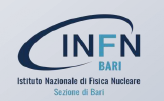 INFN
BARI
Istituto Nazionale di Fisica Nucleare
Sezione di Bari